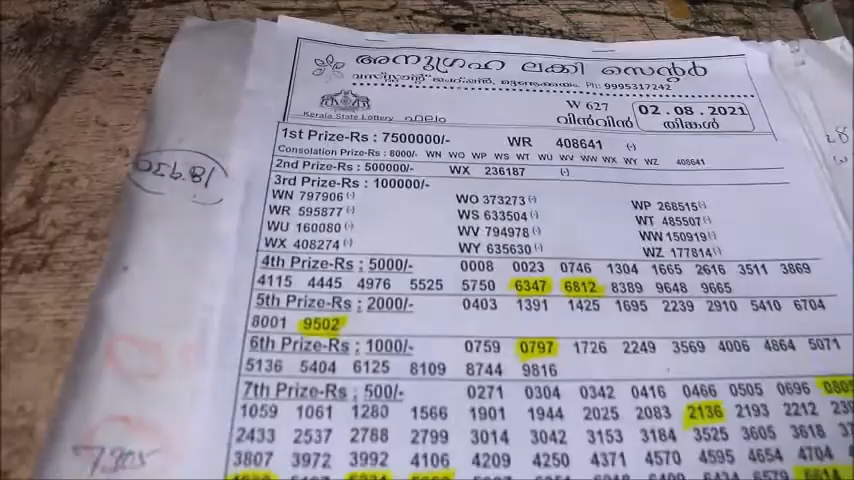 അനുഗ്രഹ ലക്കി സെന്റർ
Ph: 9995317242
Kerala State Lottery ഫലം
W 627
വിൻവിൻ
02.08.2021
തിങ്കൾ
1st Prize-Rs : 7500000/- WR 408641 (-)
Consolation Prize-Rs: 8000/- WN WO WP WS WT WU WV WW WX WY WZ 408641
2nd Prize-Rs : 500000/- WX 236187 (-)
3rd Prize-Rs : 100000/-
WN 797906 (-) WO 373273 (-) WP 268515 (-)
WR 595877 (-) WS 633504 (-) WT 485507 (-)
WU 160080 (-) WV 794978 (-) WW 150919 (-)
WX 408274 (-) WY 635630 (-) WZ 177814 (-)
4th Prize-Rs : 5000/- 0008 0023 0746 1304 1665 2616 3511 3869
4115 4445 4976 5525 5750 6347 6812 8389 9648 9665
5th Prize-Rs : 2000/- 0403 1391 1425 1695 2239 2910 5410 6704
8001 9502
6th Prize-Rs : 1000/- 0759 0797 1726 2249 3569 4006 4864 5071
5136 5404 6125 8109 8744 9816
7th Prize-Rs : 500/- 0271 0304 0342 0416 0466 0505 0695
1059 1061 1280 1566 1901 1944 2025 2083 2136 2193 2212
2433 2537 2788 2799 3014 3042 3153 3184 3525 3605 3618
3807 3972 3992 4106 4209 4250 4371 4570 4595 4654 4704
18930
7305